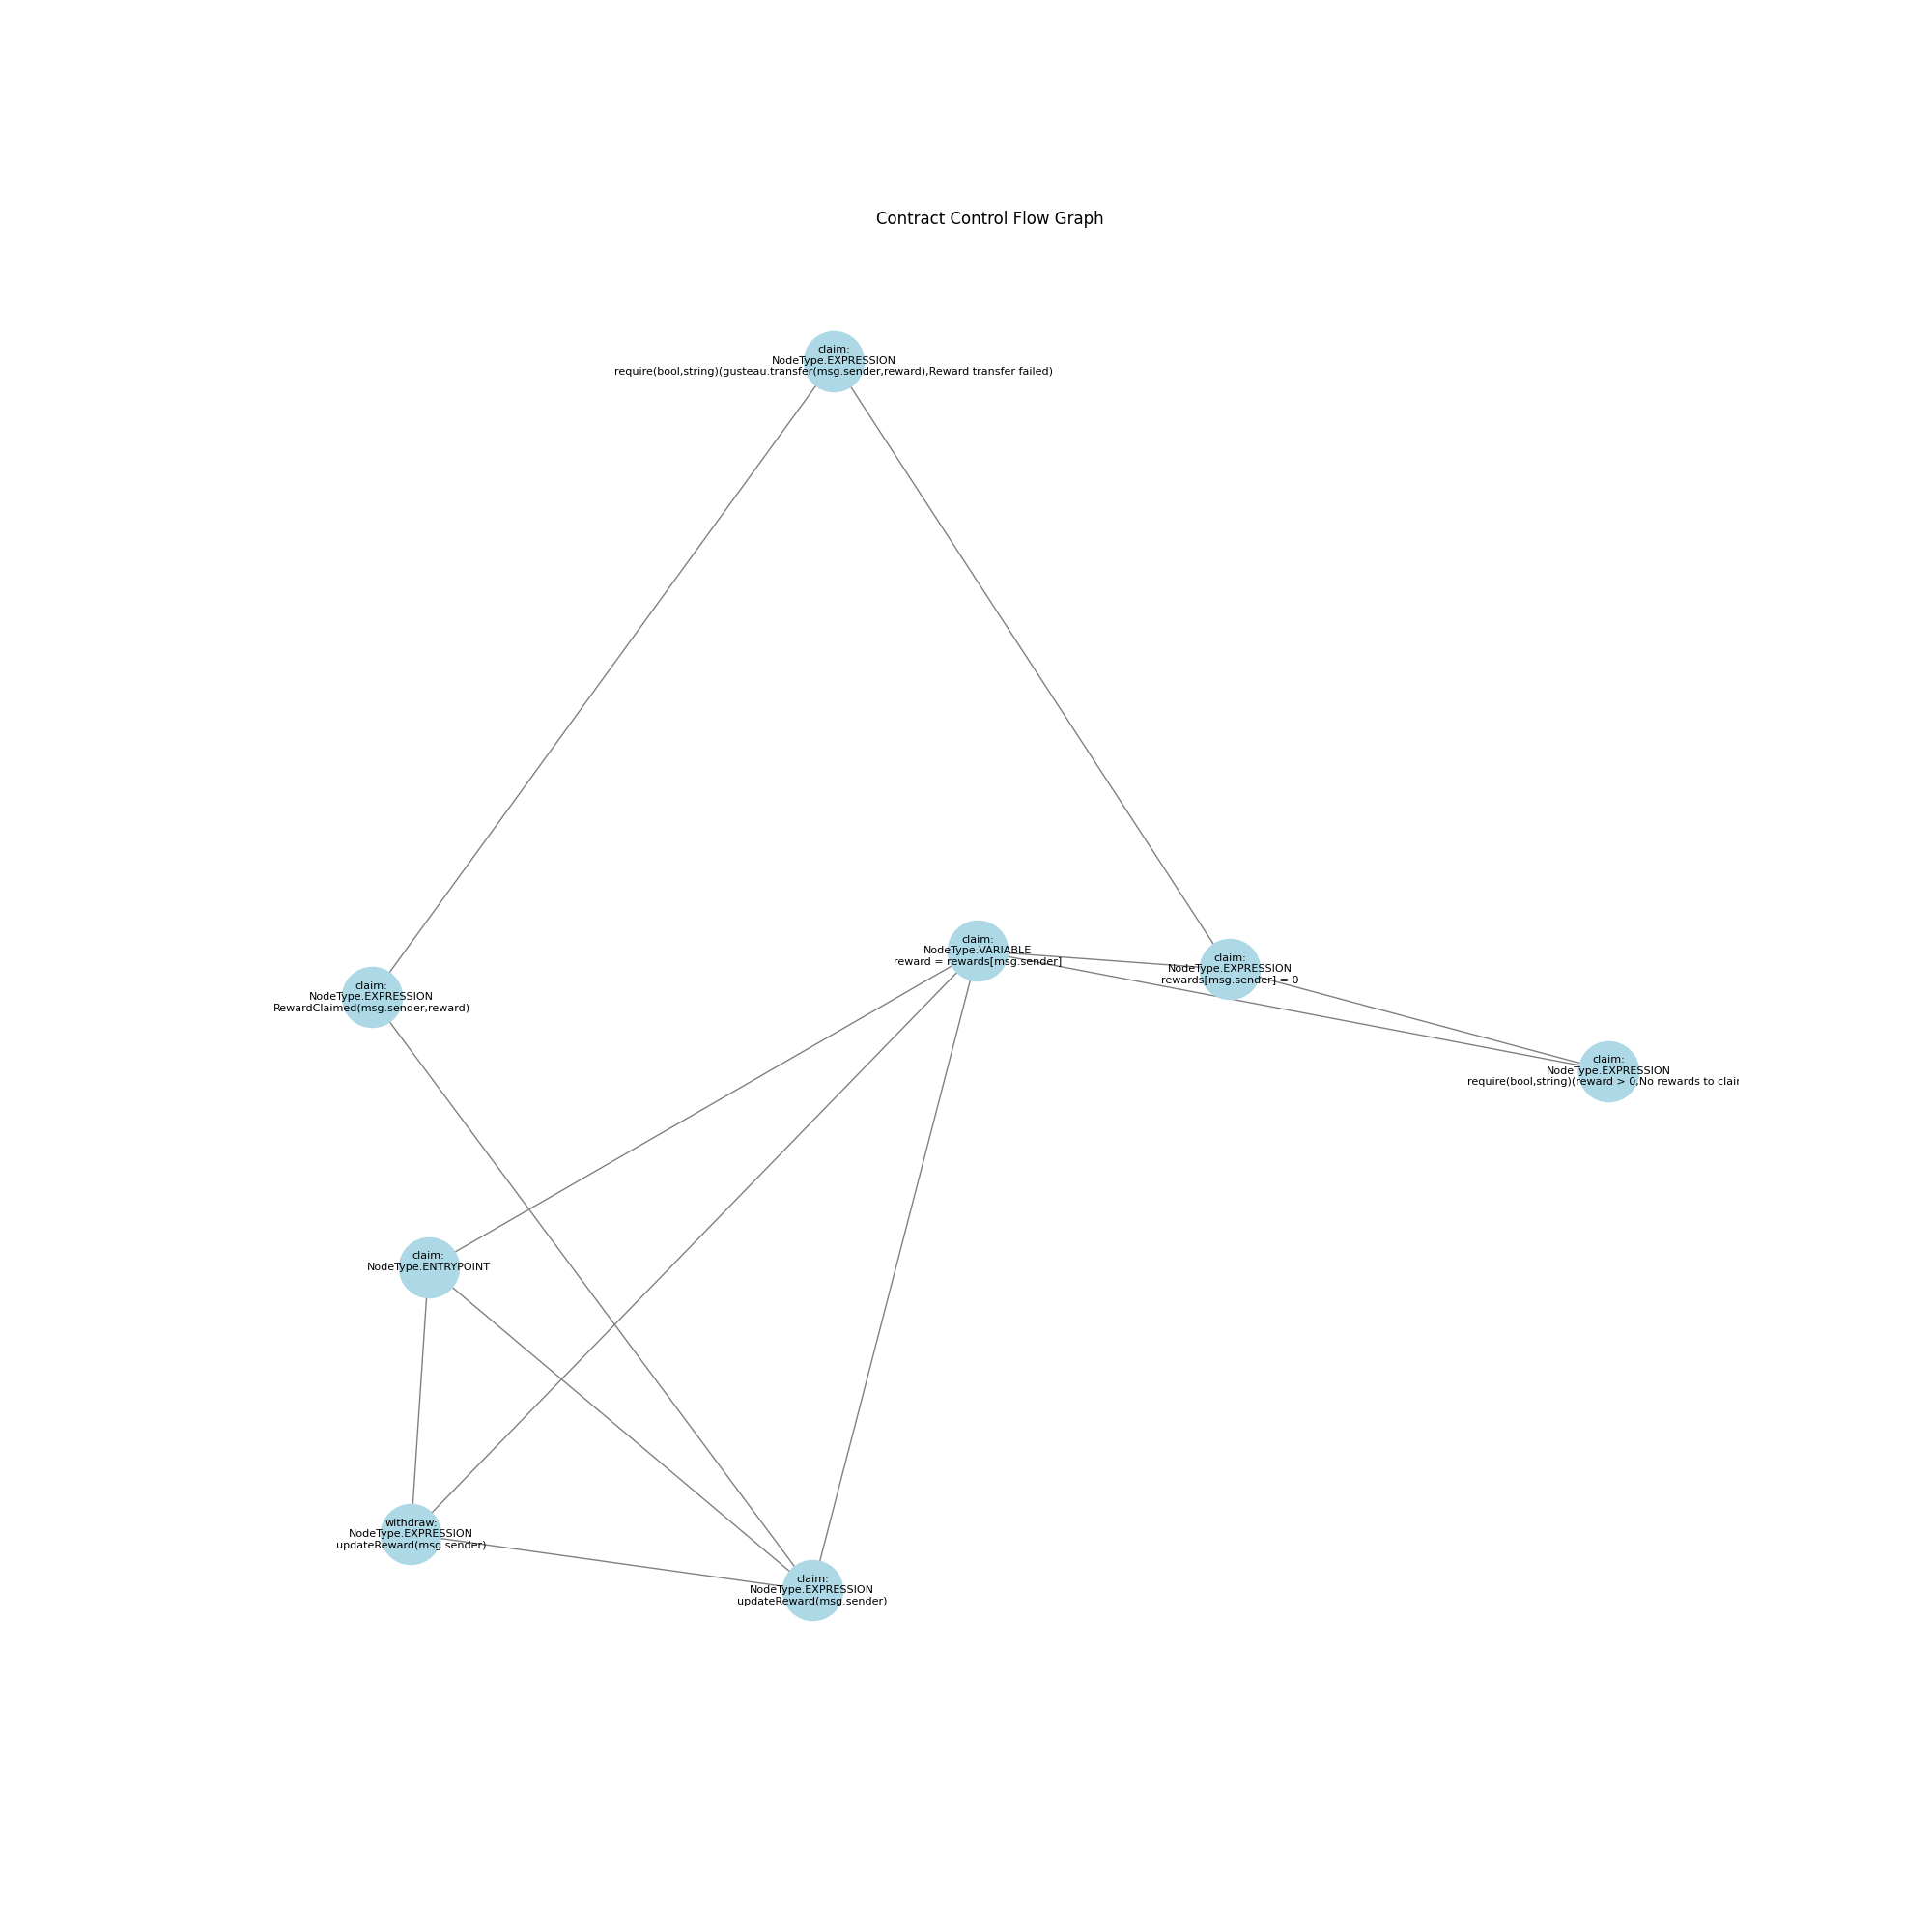 Contract Control Flow Graph
claim:
NodeType.EXPRESSION
require(bool,string)(gusteau.transfer(msg.sender,reward),Reward transfer failed)
claim:
NodeType.VARIABLE
reward = rewards[msg.sender]
claim:
NodeType.EXPRESSION
rewards[msg.sender] = 0
claim:
NodeType.EXPRESSION
RewardClaimed(msg.sender,reward)
claim:
NodeType.EXPRESSION
require(bool,string)(reward > 0,No rewards to
claim:
NodeType.ENTRYPOINT
withdraw:
NodeType.EXPRESSION
updateReward(msg.sender)
claim:
NodeType.EXPRESSION
updateReward(msg.sender)